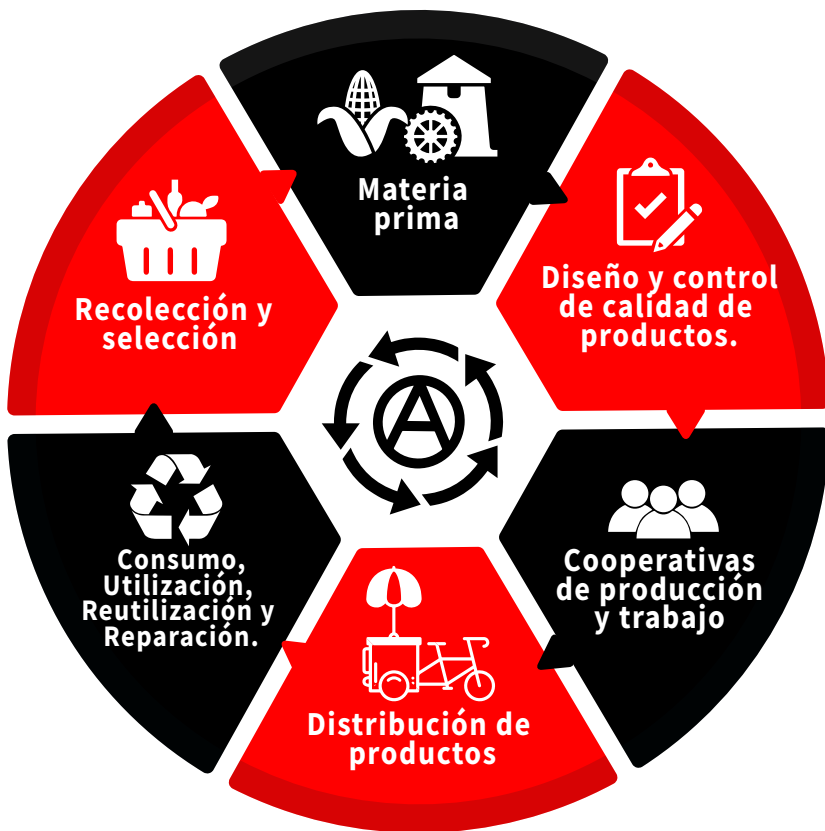 Materia
prima
Diseño y control
de calidad de
productos.
Cooperativas
de producción
y trabajo
Distribución de
productos
Consumo,
Utilización,
Reutilización y
Reparación.
Recolección y
selección
A